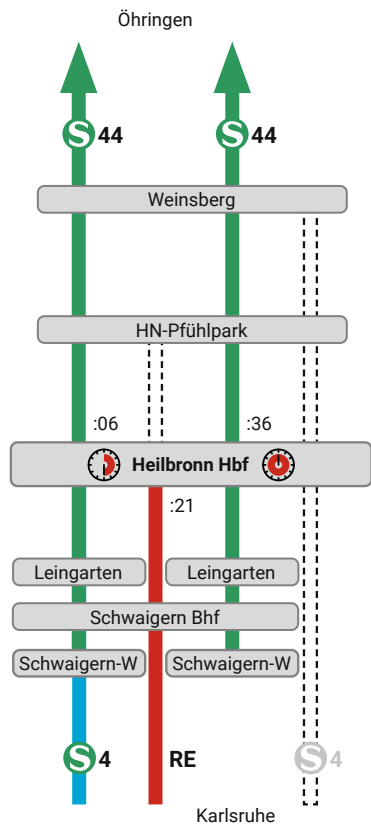 Öhringen
S 44
S 44
Weinsberg
HN-Pfühlpark
:06
:36
Heilbronn Hbf
:21
Leingarten
Leingarten
Schwaigern Bhf
Schwaigern-W
Schwaigern-W
S 4
RE
S 4
Karlsruhe